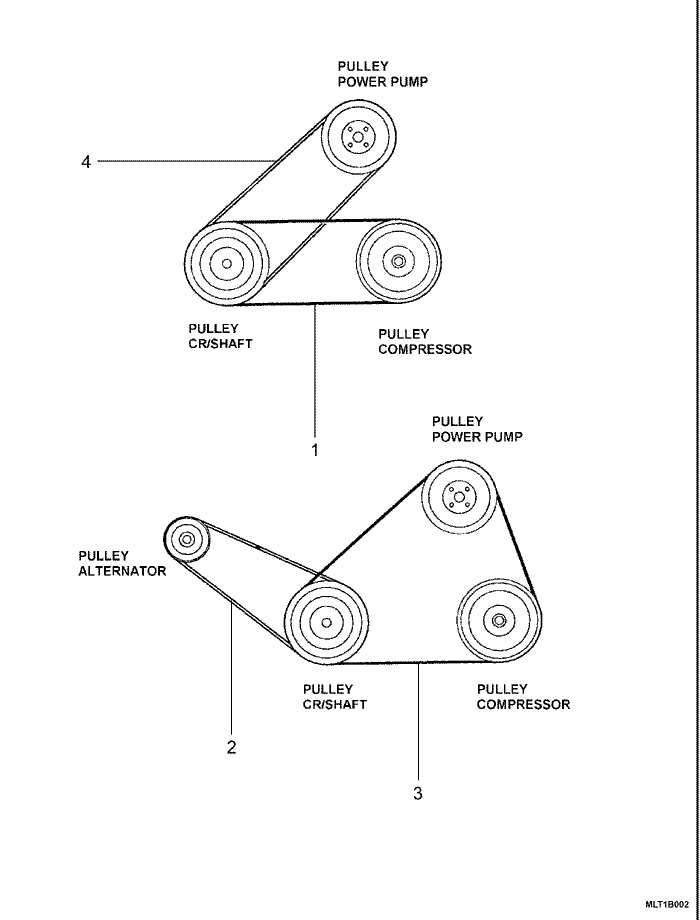 PULLEY
POWER PUMP
4
PULLEY
CR/SHAFT
PULLEY
COMPRESSOR
1
PULLEY
POWER PUMP
PULLEY
ALTERNATOR
PULLEY
CR/SHAFT
PULLEY
COMPRESSOR
2
3
MLT1B002